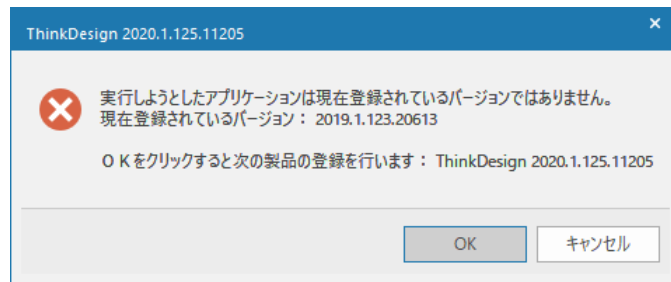 ThinkDesign 2020.1.125.11205
実行しようとしたアプリケーションは現在登録されているバージョンではありません。
現在登録されているバージョン： 2019.1.123.20613
ＯＫをクリックすると次の製品の登録を行います： ThinkDesign 2020.1.125.11205
OK
キャンセル